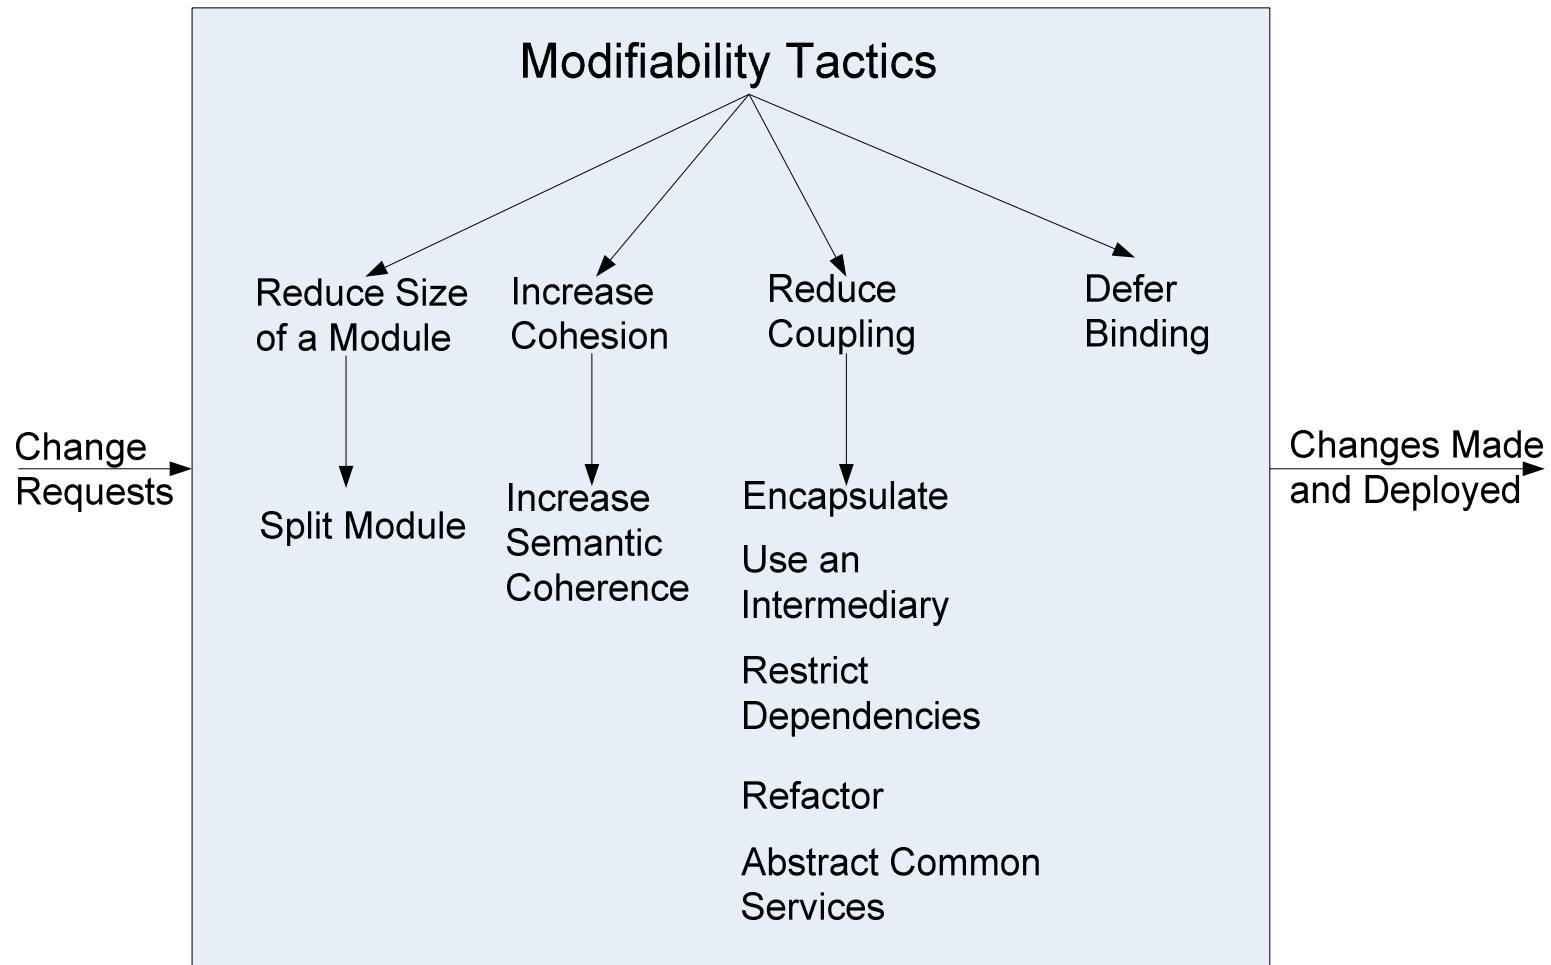 Modifiability Tactics
Reduce Size
of a Module
Increase
Cohesion
Reduce
Coupling
Defer
Binding
Change
Requests
Changes Made
and Deployed
Split Module
Increase
Semantic
Coherence
Encapsulate
Use an
Intermediary
Restrict
Dependencies
Refactor
Abstract Common
Services